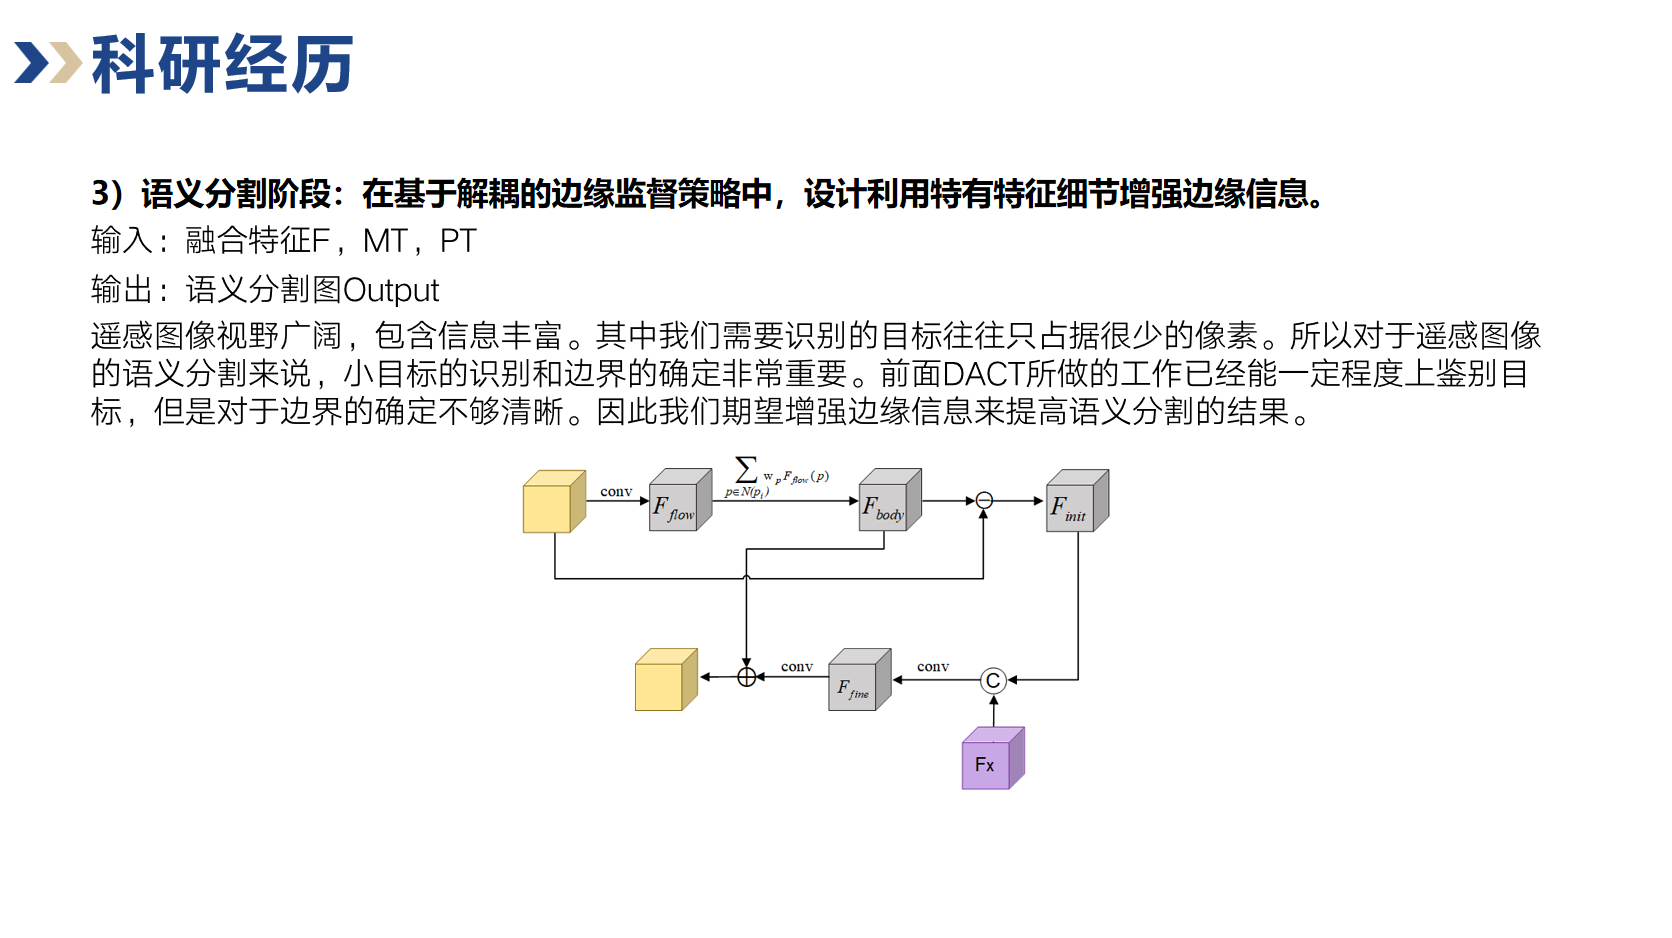 科研经历
3）语义分割阶段：在基于解耦的边缘监督策略中，设计利用特有特征细节增强边缘信息。
输入：融合特征F，MT，PT
输出：语义分割图Output
遥感图像视野广阔，包含信息丰富。其中我们需要识别的目标往往只占据很少的像素。所以对于遥感图像
的语义分割来说，小目标的识别和边界的确定非常重要。前面DACT所做的工作已经能一定程度上鉴别目
标，但是对于边界的确定不够清晰。因此我们期望增强边缘信息来提高语义分割的结果。
conv
F_flow
∑_{p∈N(p_i)} w_p F_flow(p)
F_body
F_init
conv
F_fine
conv
C
Fx